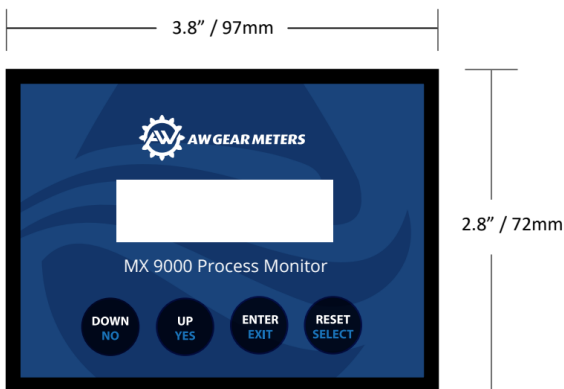 3.8” / 97mm
AW AW GEAR METERS
2.8” / 72mm
MX 9000 Process Monitor
DOWN UP ENTER RESET
NO YES EXIT SELECT